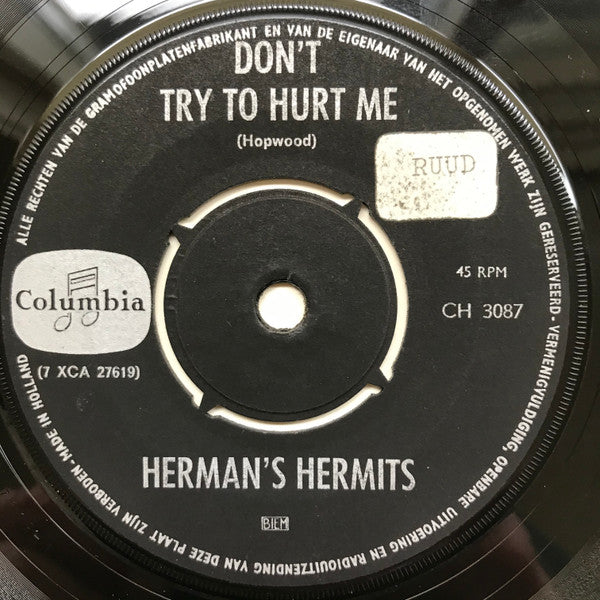 ALLE RECHTEN VAN DE GRAMOFOONPLATENFABRIKANT EN VAN DE EIGENAAR VAN HET OPGENOMEN WERK ZIJN GERESERVEERD-VERMENIGVULDIGING, OPENBARE UITVOERING EN RADIOUITZENDING VAN DEZE PLAAT ZIJN VERBODEN-MADE IN HOLLAND
DON'T
TRY TO HURT ME
(Hopwood)
RUUD
45 RPM
CH 3087
Columbia
(7 XCA 27619)
HERMAN'S HERMITS
BIEM